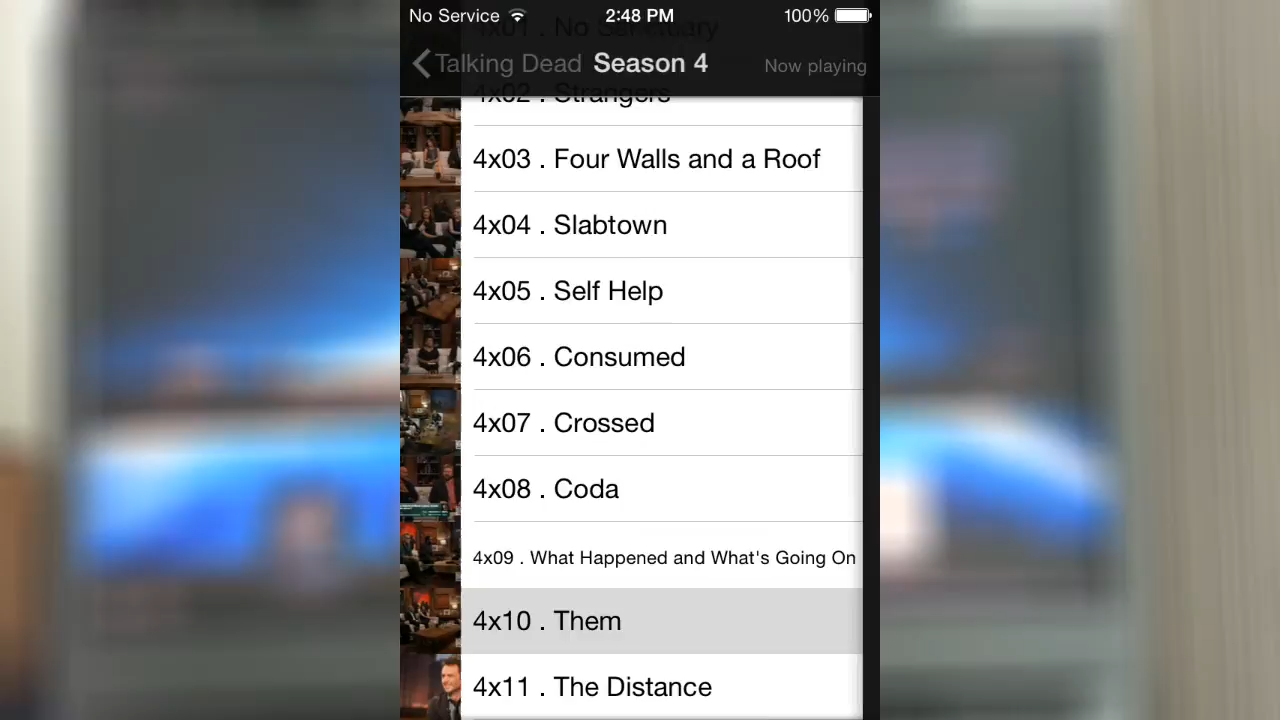 No Service 2:48 PM 100%
4x01 . No Sanctuary
Talking Dead Season 4 Now playing
4x02 . Strangers
4x03 . Four Walls and a Roof
4x04 . Slabtown
4x05 . Self Help
4x06 . Consumed
4x07 . Crossed
4x08 . Coda
4x09 . What Happened and What's Going On
4x10 . Them
4x11 . The Distance